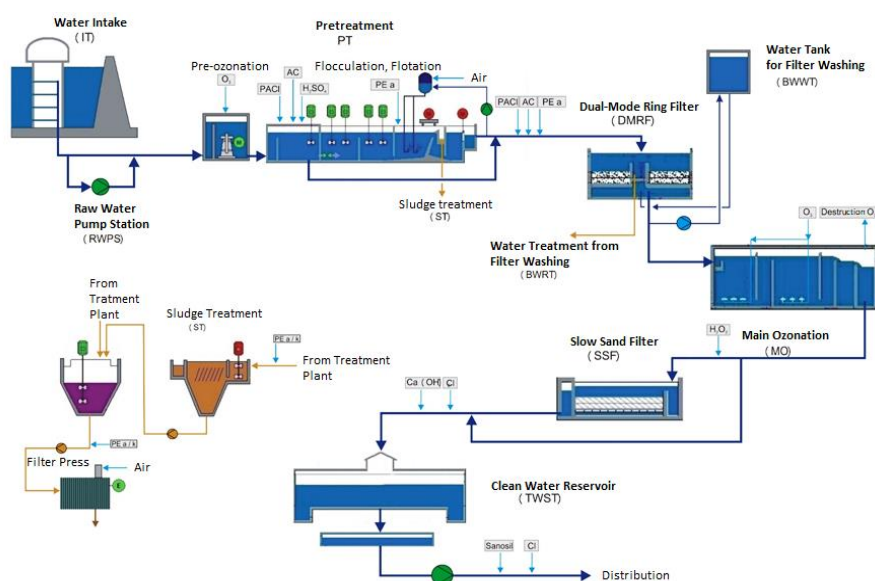 Water Intake
( IT )
Pretreatment
PT
Pre-ozonation
O₃
PACl
AC
H₂SO₄
Flocculation, Flotation
PE a
Air
PACl
AC
PE a
Water Tank
for Filter Washing
(BWWT)
Dual-Mode Ring Filter
( DMRF)
Raw Water
Pump Station
( RWPS)
Sludge treatment
(ST)
Water Treatment from
Filter Washing
( BWRT)
O₃
Destruction O₃
From
Tratment
Plant
Sludge Treatment
( ST)
PE a / k
From Treatment
Plant
Slow Sand Filter
( SSF)
H₂O₂
Main Ozonation
( MO)
Ca (OH)
Cl
PE a / k
Filter Press
Air
E
Clean Water Reservoir
( TWST)
Sanosil
Cl
Distribution